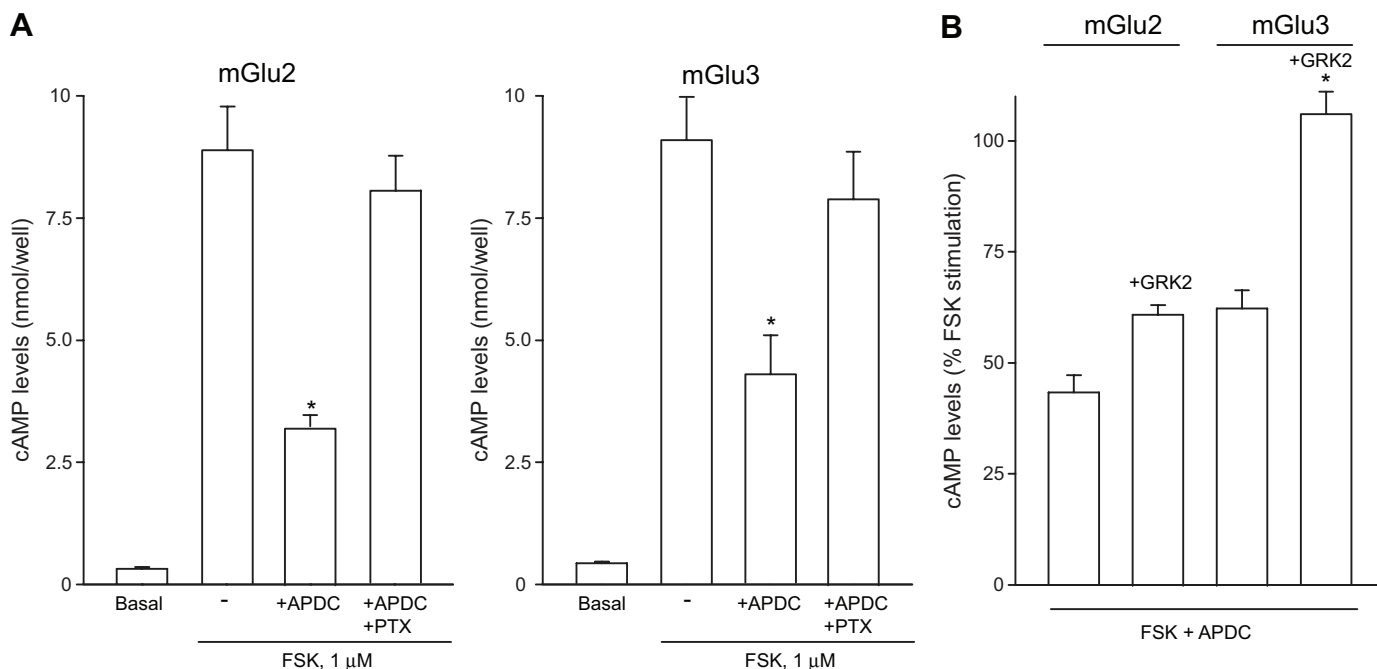 A
mGlu2
cAMP levels (nmol/well)
10
7.5
5.0
2.5
0
*
Basal
-
+APDC
+APDC
+PTX
FSK, 1 μM
mGlu3
cAMP levels (nmol/well)
10
7.5
5.0
2.5
0
*
Basal
-
+APDC
+APDC
+PTX
FSK, 1 μM
B
mGlu2
mGlu3
cAMP levels (% FSK stimulation)
100
75
50
25
0
+GRK2
+GRK2
*
FSK + APDC